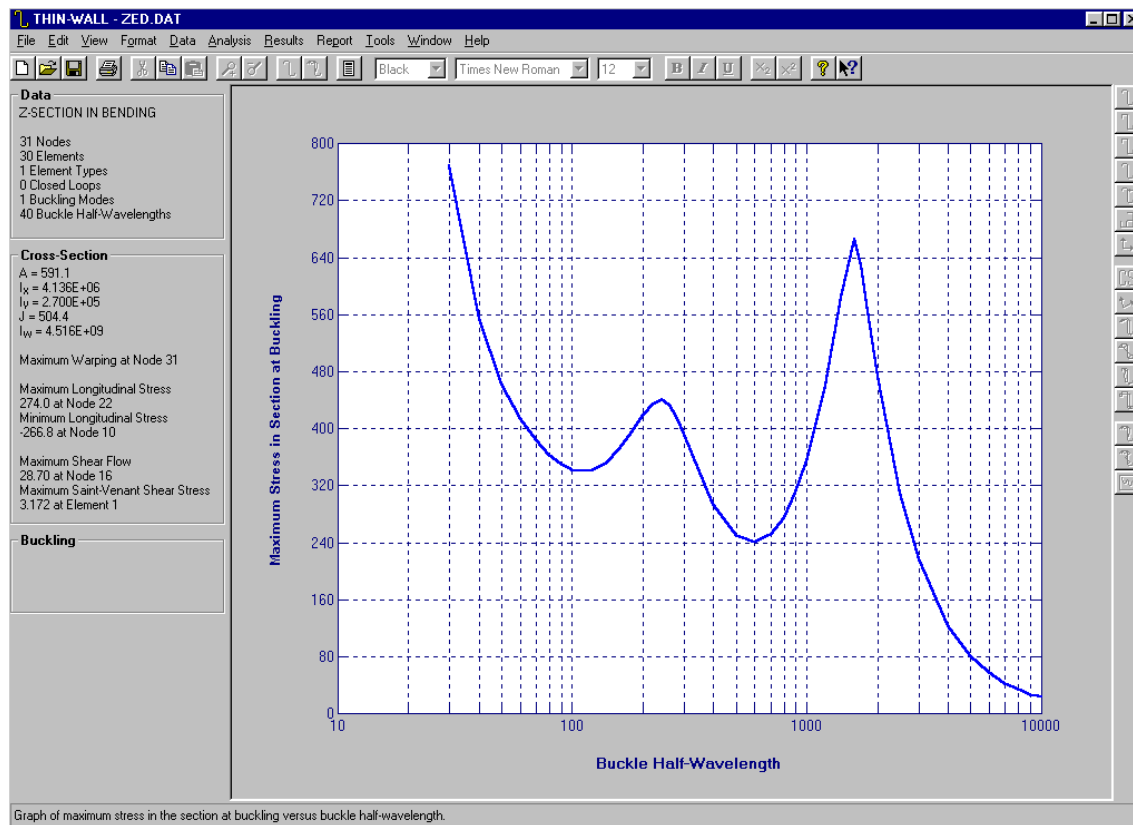 THIN-WALL - ZED.DAT
File Edit View Format Data Analysis Results Report Tools Window Help
Black Times New Roman 12 B I U X₂ X²
Data
Z-SECTION IN BENDING
31 Nodes
30 Elements
1 Element Types
0 Closed Loops
1 Buckling Modes
40 Buckle Half-Wavelengths
Cross-Section
A = 591.1
Ix = 4.136E+06
Iy = 2.700E+05
J = 504.4
Iw = 4.516E+09
Maximum Warping at Node 31
Maximum Longitudinal Stress
274.0 at Node 22
Minimum Longitudinal Stress
-266.8 at Node 10
Maximum Shear Flow
28.70 at Node 16
Maximum Saint-Venant Shear Stress
3.172 at Element 1
Buckling
Maximum Stress in Section at Buckling
800
720
640
560
480
400
320
240
160
80
0
10 100 1000 10000
Buckle Half-Wavelength
Graph of maximum stress in the section at buckling versus buckle half-wavelength.